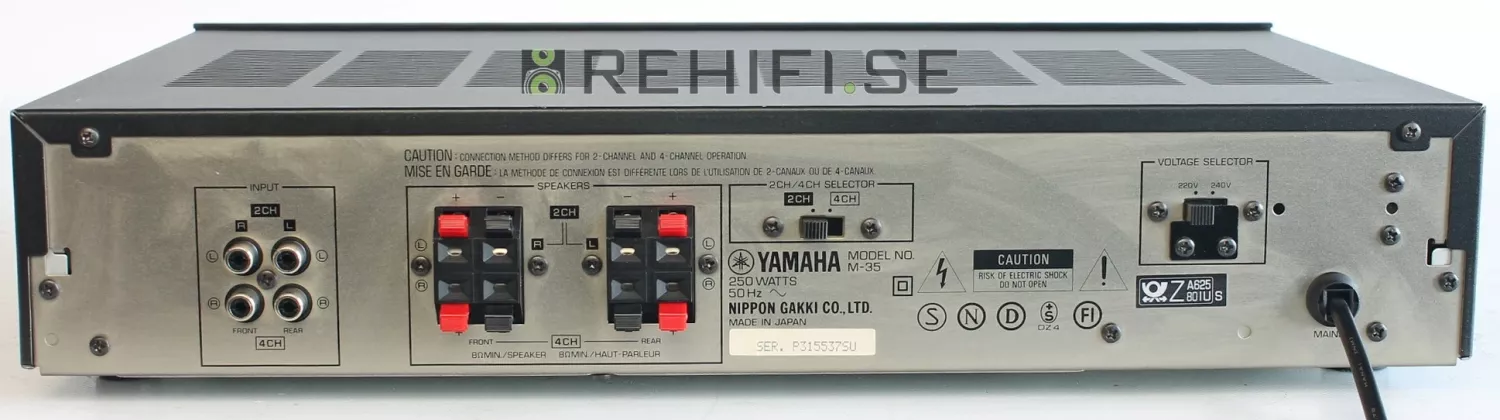 REHIFI.SE
CAUTION : CONNECTION METHOD DIFFERS FOR 2-CHANNEL AND 4-CHANNEL OPERATION.
MISE EN GARDE : LA METHODE DE CONNEXION EST DIFFÉRENTE LORS DE L'UTILISATION DE 2-CANAUX OU DE 4-CANAUX.
INPUT
2CH
R L
L L
R R
FRONT REAR
4CH
SPEAKERS
+ − − +
2CH
R L
L L
R R
+ − − +
FRONT 4CH REAR
8ΩMIN./SPEAKER 8ΩMIN./HAUT-PARLEUR
2CH/4CH SELECTOR
2CH 4CH
YAMAHA MODEL NO.
M-35
250 WATTS
50 Hz ~
NIPPON GAKKI CO., LTD.
MADE IN JAPAN
SER. P315537SU
CAUTION
RISK OF ELECTRIC SHOCK
DO NOT OPEN
S N D +S DZ4 FI
VOLTAGE SELECTOR
220V 240V
Z A625
801U S
MAINS